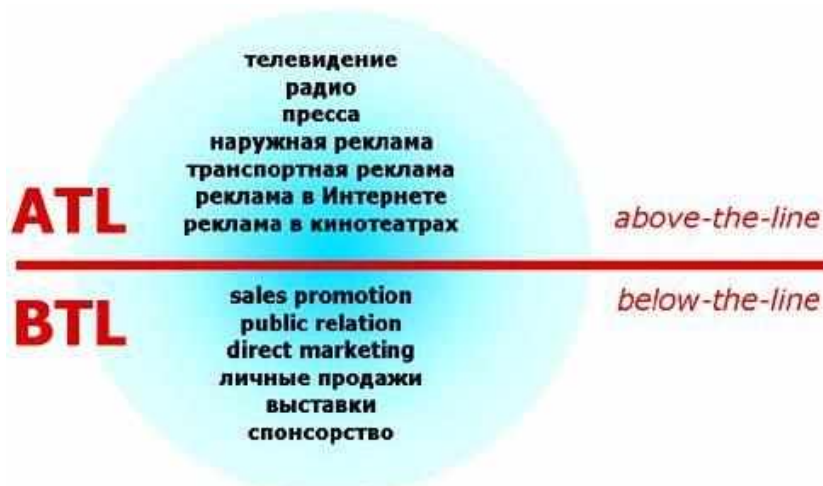 телевидение
радио
пресса
наружная реклама
транспортная реклама
реклама в Интернете
реклама в кинотеатрах
ATL
above-the-line
BTL
below-the-line
sales promotion
public relation
direct marketing
личные продажи
выставки
спонсорство